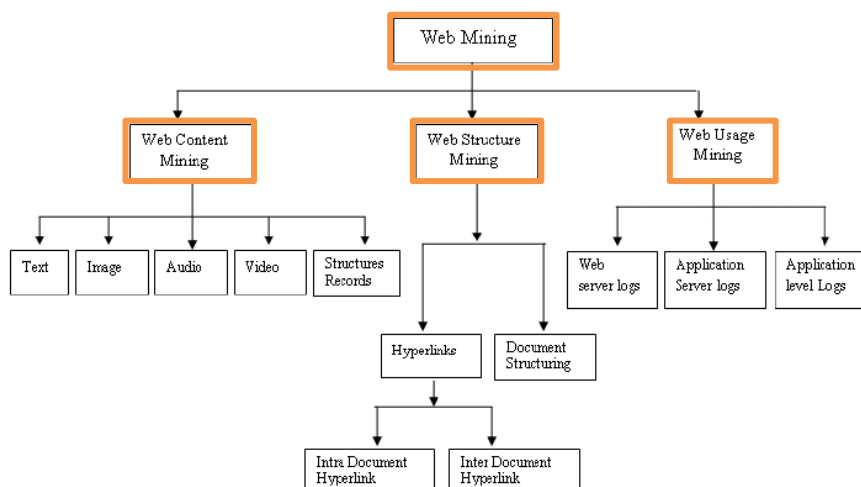 Web Mining
Web Content
Mining
Web Structure
Mining
Web Usage
Mining
Text
Image
Audio
Video
Structures
Records
Web
server logs
Application
Server logs
Application
level Logs
Hyperlinks
Document
Structuring
Intra Document
Hyperlink
Inter Document
Hyperlink